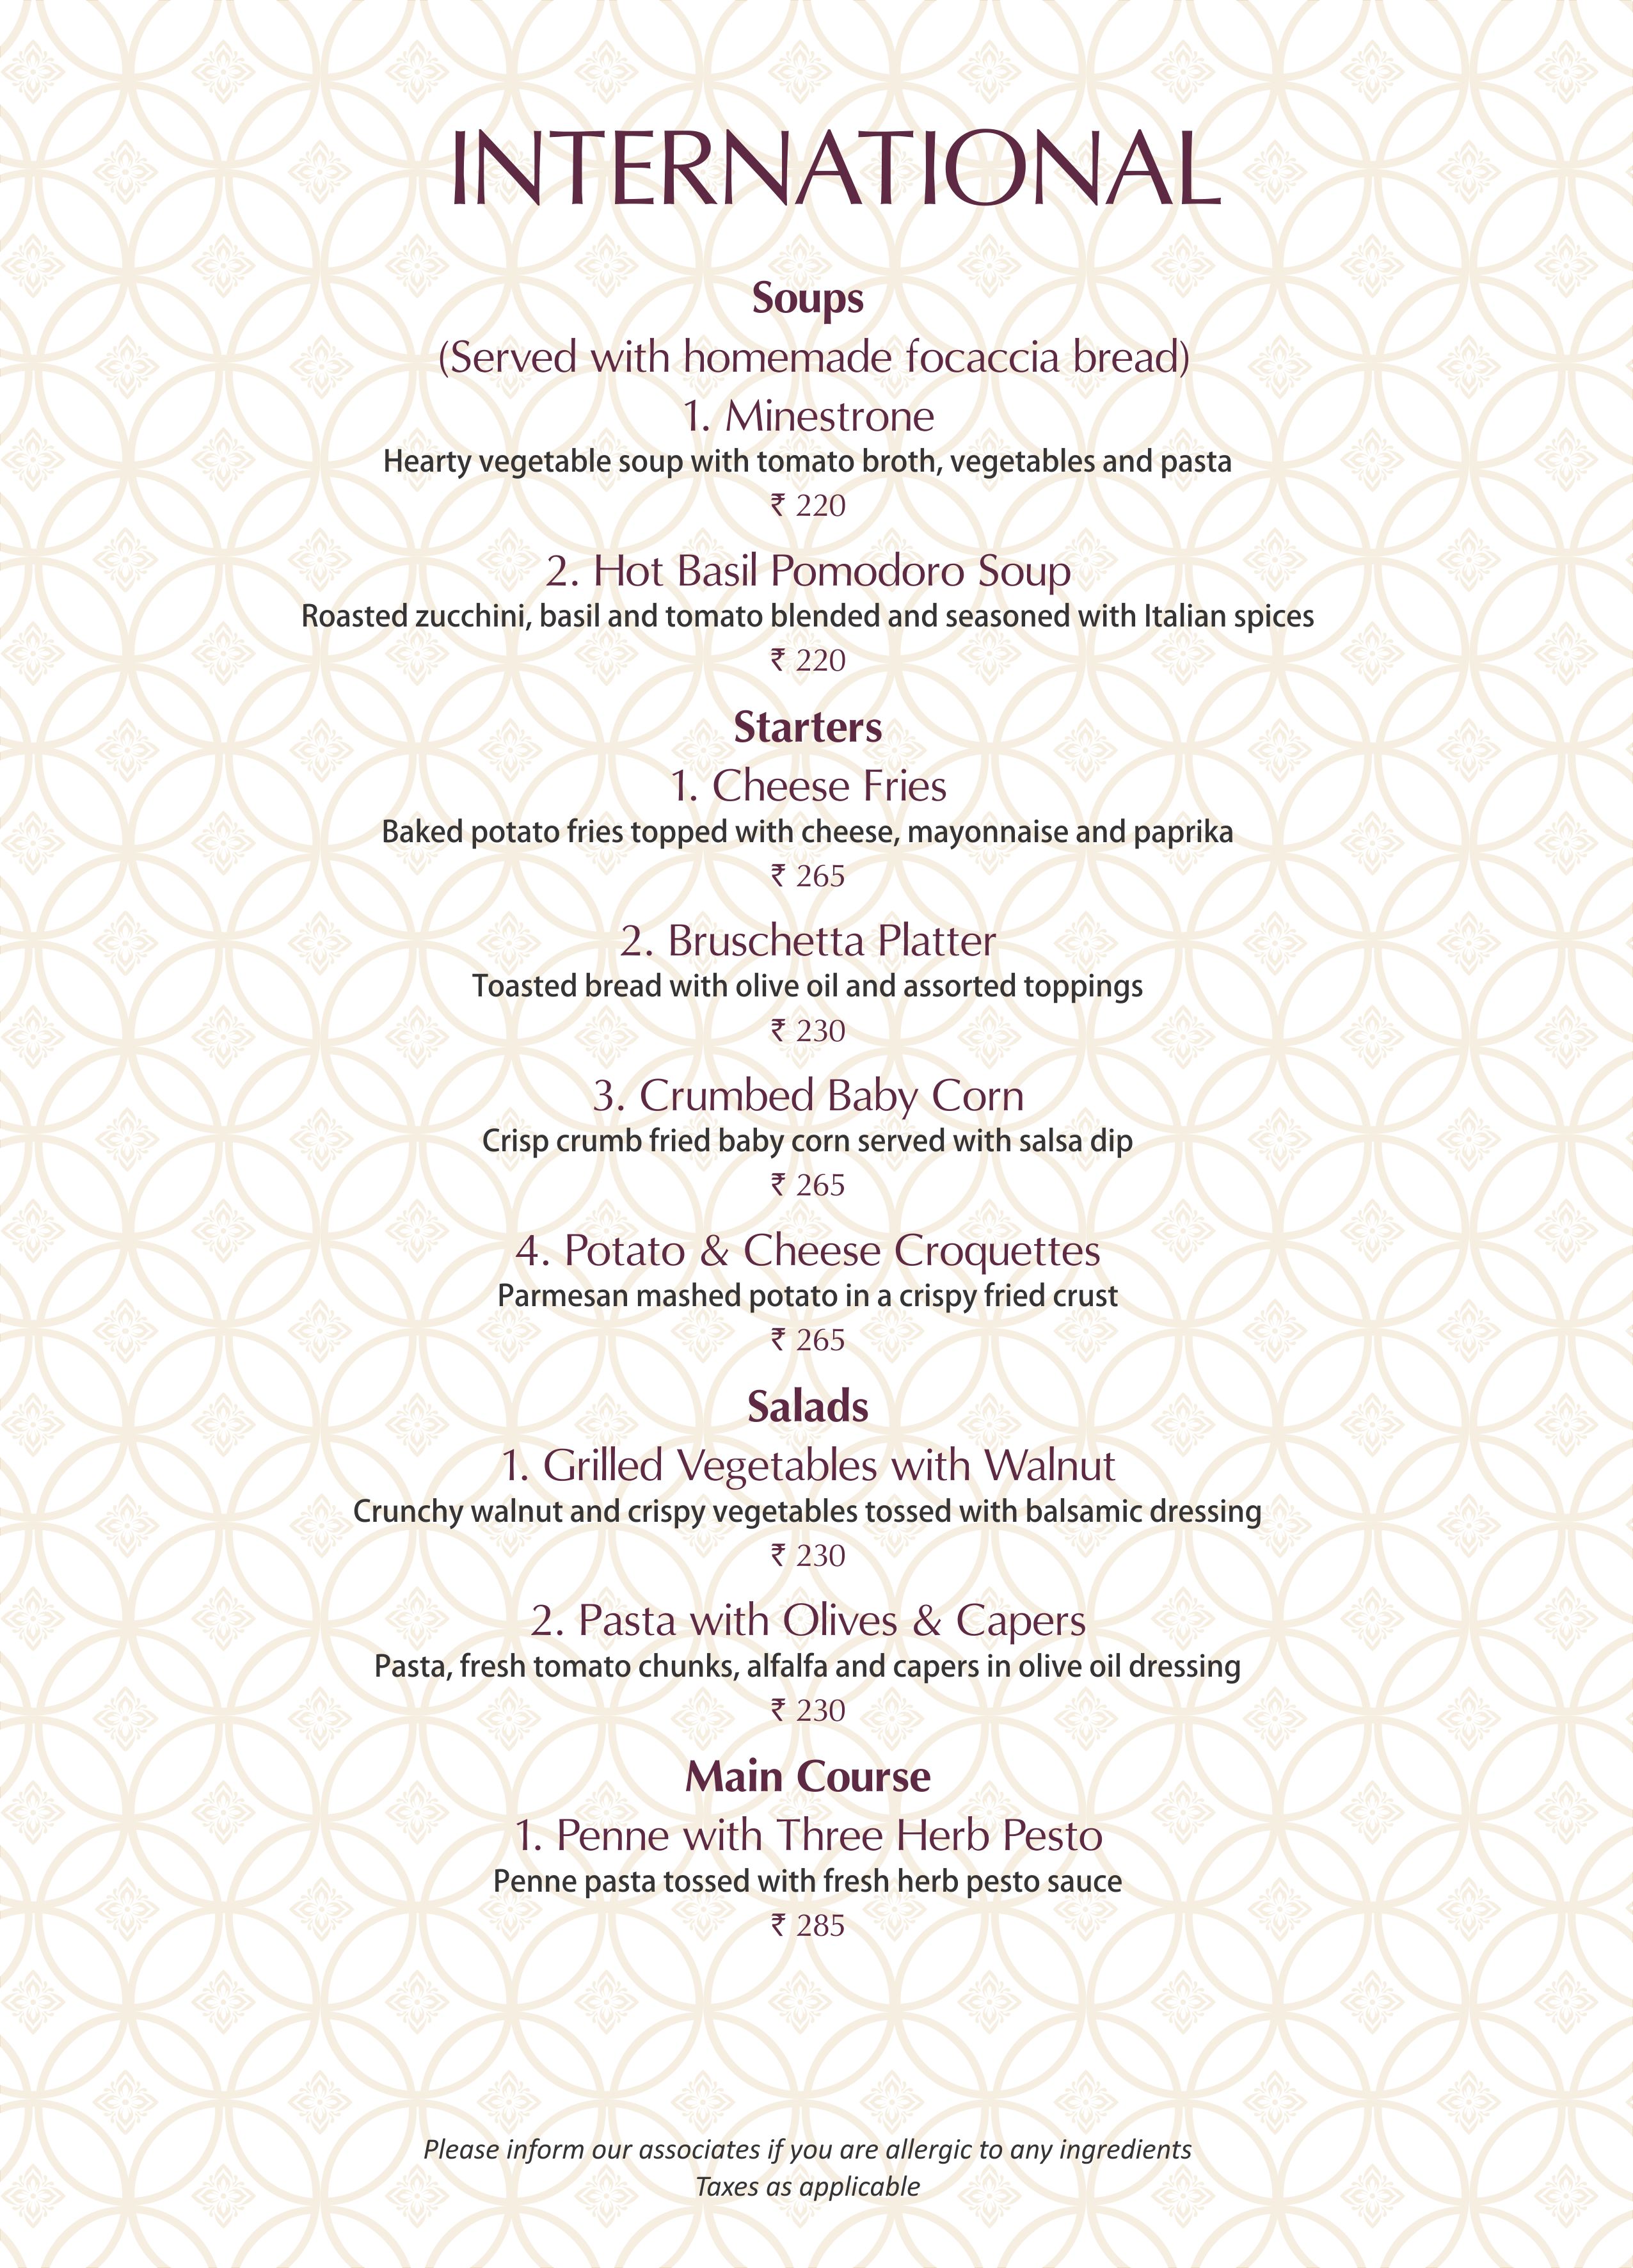 INTERNATIONAL
Soups
(Served with homemade focaccia bread)
1. Minestrone
Hearty vegetable soup with tomato broth, vegetables and pasta
₹ 220
2. Hot Basil Pomodoro Soup
Roasted zucchini, basil and tomato blended and seasoned with Italian spices
₹ 220
Starters
1. Cheese Fries
Baked potato fries topped with cheese, mayonnaise and paprika
₹ 265
2. Bruschetta Platter
Toasted bread with olive oil and assorted toppings
₹ 230
3. Crumbed Baby Corn
Crisp crumb fried baby corn served with salsa dip
₹ 265
4. Potato & Cheese Croquettes
Parmesan mashed potato in a crispy fried crust
₹ 265
Salads
1. Grilled Vegetables with Walnut
Crunchy walnut and crispy vegetables tossed with balsamic dressing
₹ 230
2. Pasta with Olives & Capers
Pasta, fresh tomato chunks, alfalfa and capers in olive oil dressing
₹ 230
Main Course
1. Penne with Three Herb Pesto
Penne pasta tossed with fresh herb pesto sauce
₹ 285
Please inform our associates if you are allergic to any ingredients
Taxes as applicable